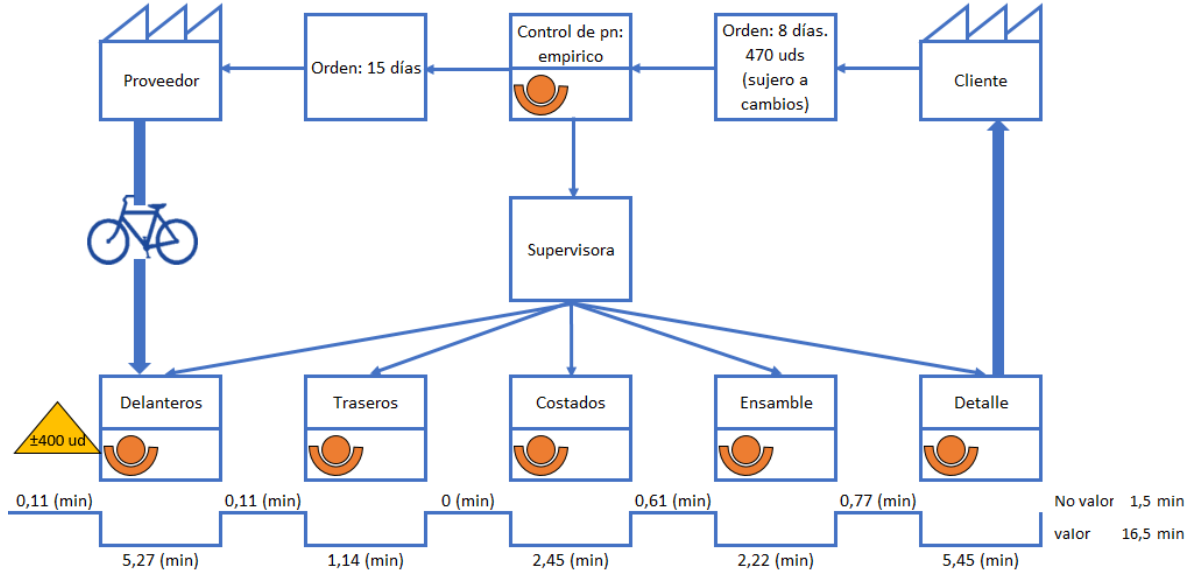 Proveedor
Orden: 15 días
Control de pn:
empirico
Orden: 8 días.
470 uds
(sujero a
cambios)
Cliente
Supervisora
Delanteros
Traseros
Costados
Ensamble
Detalle
±400 ud
0,11 (min)
0,11 (min)
0 (min)
0,61 (min)
0,77 (min)
No valor 1,5 min
valor 16,5 min
5,27 (min)
1,14 (min)
2,45 (min)
2,22 (min)
5,45 (min)